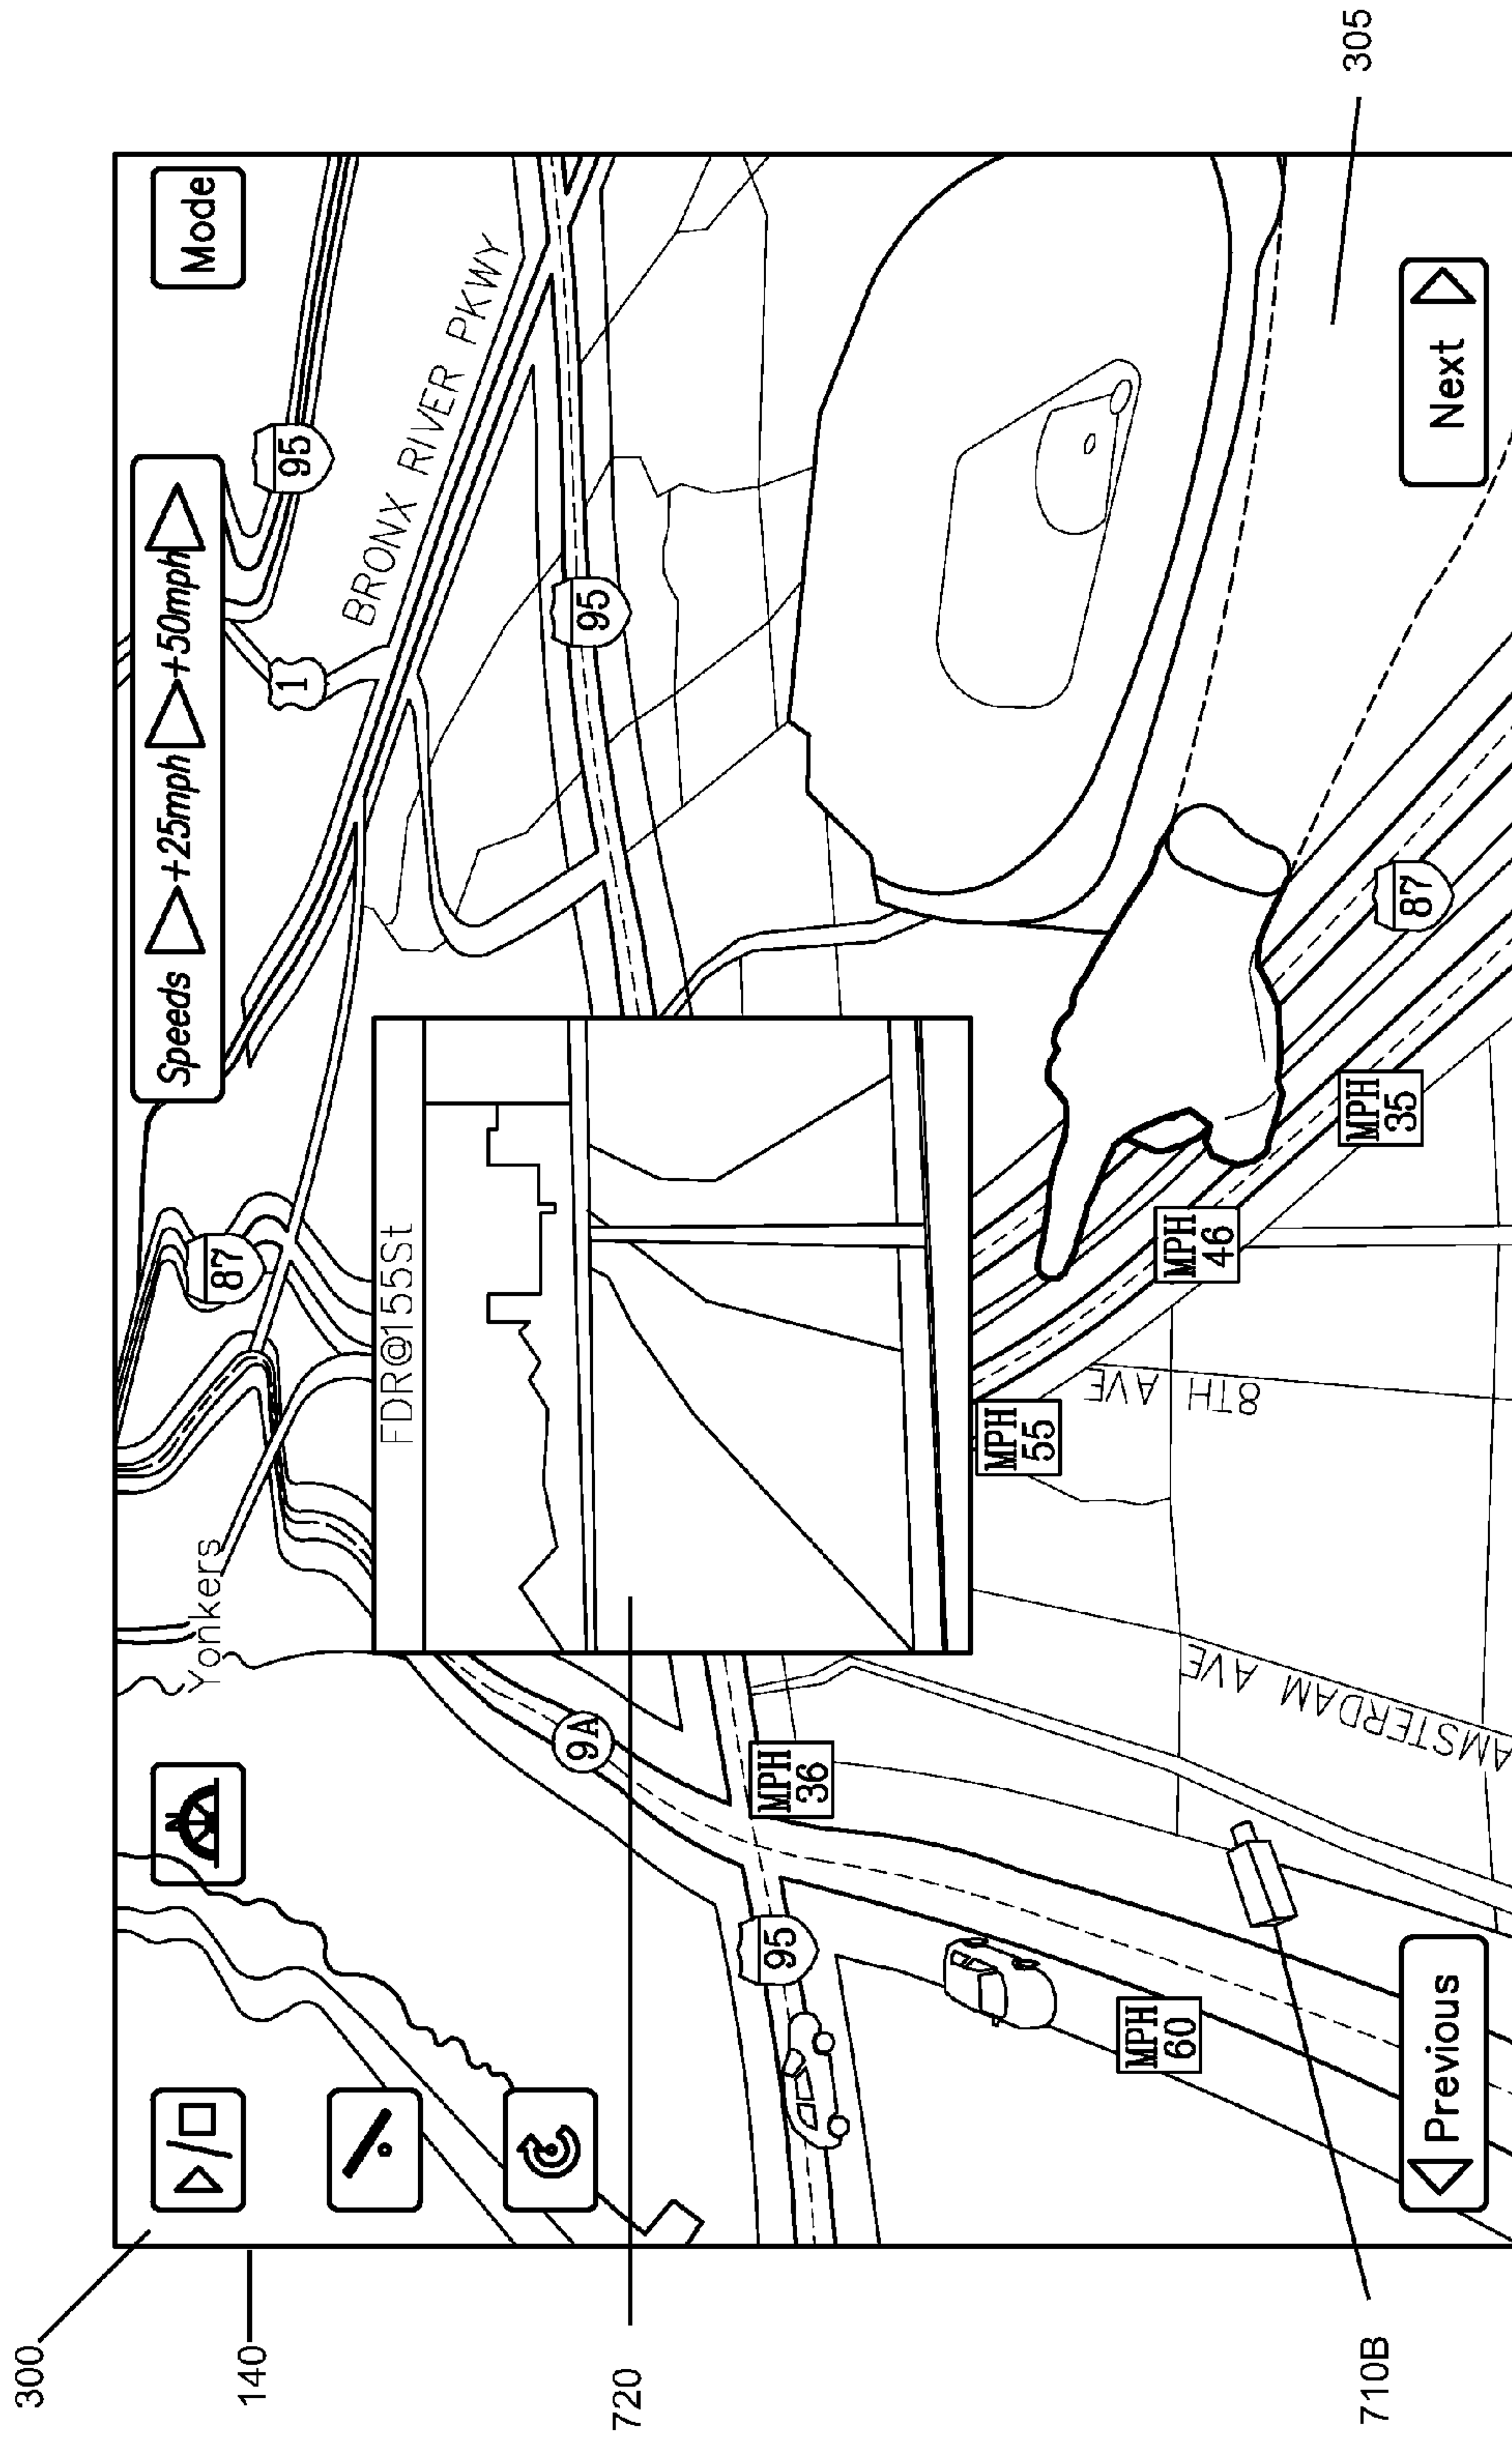 300
140
720
710B
305
Speeds +25mph +50mph
Mode
N
Yonkers
87
1
95
BRONX RIVER PKWY
FDR@155St
9A
95
95
MPH
36
MPH
55
MPH
46
MPH
35
MPH
60
87
8TH AVE
AMSTERDAM AVE
Previous
Next